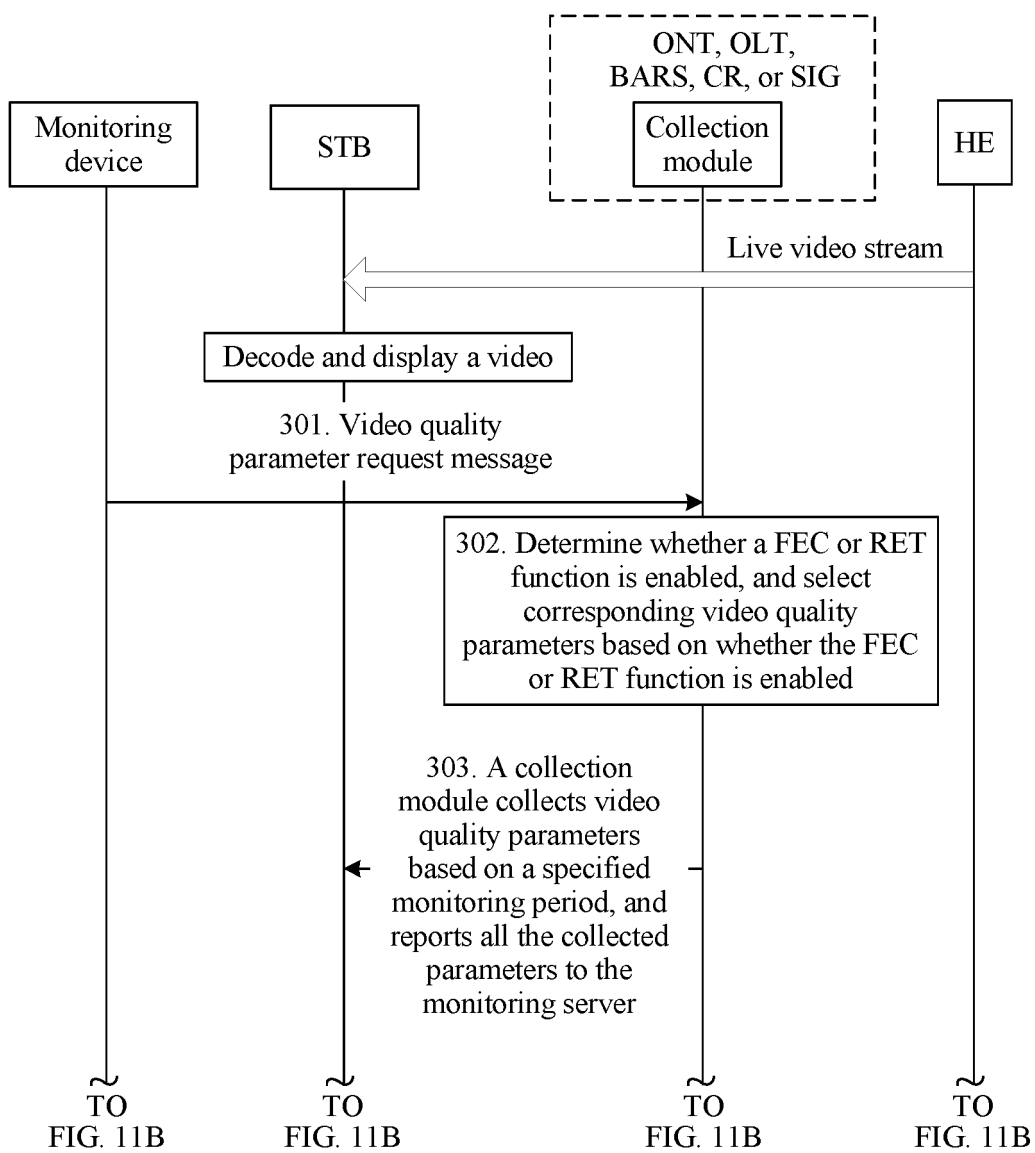 ONT, OLT,
BARS, CR, or SIG
Monitoring
device
STB
Collection
module
HE
Live video stream
Decode and display a video
301. Video quality
parameter request message
302. Determine whether a FEC or RET
function is enabled, and select
corresponding video quality
parameters based on whether the FEC
or RET function is enabled
303. A collection
module collects video
quality parameters
based on a specified
monitoring period, and
reports all the collected
parameters to the
monitoring server
TO
FIG. 11B
TO
FIG. 11B
TO
FIG. 11B
TO
FIG. 11B